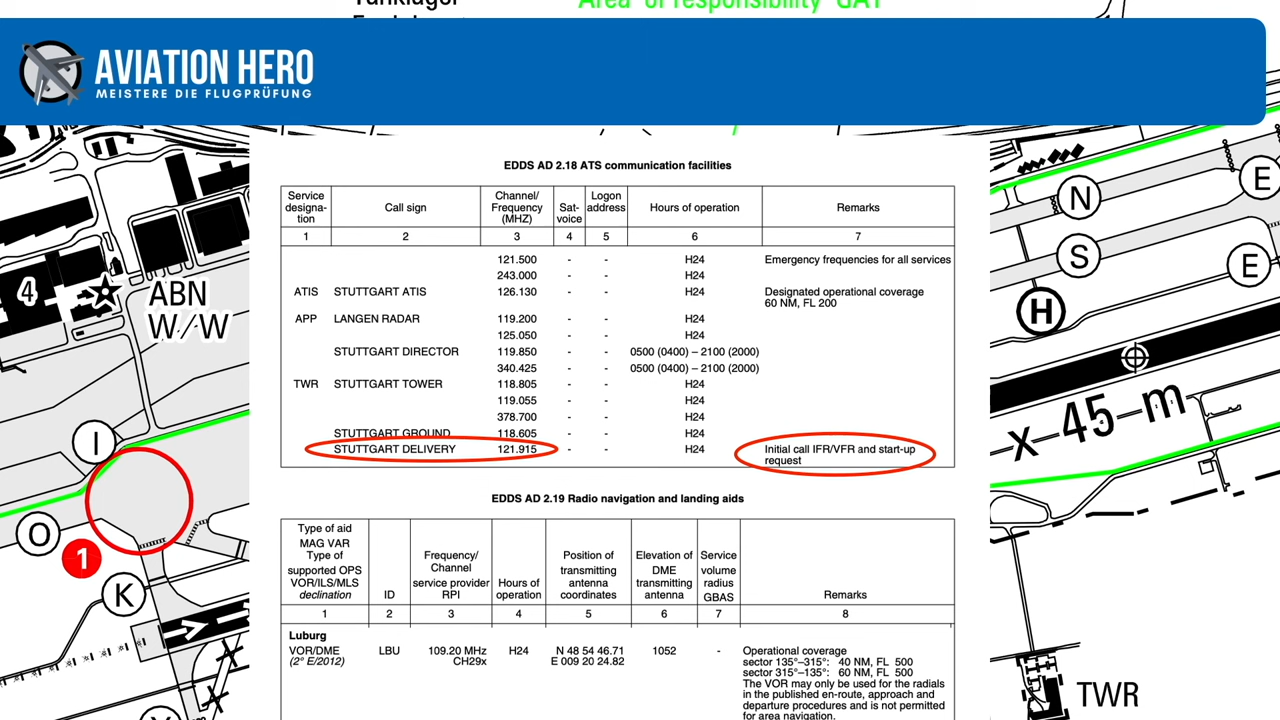 Area of responsibility GAT
AVIATION HERO
MEISTERE DIE FLUGPRÜFUNG
EDDS AD 2.18 ATS communication facilities
Service designa- tion
Call sign
Channel/ Frequency (MHZ)
Sat- voice
Logon address
Hours of operation
Remarks
1 2 3 4 5 6 7
121.500 - - H24 Emergency frequencies for all services
243.000 - - H24
ATIS STUTTGART ATIS 126.130 - - H24 Designated operational coverage
60 NM, FL 200
APP LANGEN RADAR 119.200 - - H24
125.050 - - H24
STUTTGART DIRECTOR 119.850 - - 0500 (0400) – 2100 (2000)
340.425 - - 0500 (0400) – 2100 (2000)
TWR STUTTGART TOWER 118.805 - - H24
119.055 - - H24
378.700 - - H24
STUTTGART GROUND 118.605 - - H24
STUTTGART DELIVERY 121.915 - - H24 Initial call IFR/VFR and start-up
request
EDDS AD 2.19 Radio navigation and landing aids
Type of aid
MAG VAR
Type of
supported OPS
VOR/ILS/MLS
declination
ID
Frequency/
Channel
service provider
RPI
Hours of
operation
Position of
transmitting
antenna
coordinates
Elevation of
DME
transmitting
antenna
Service
volume
radius
GBAS
Remarks
1 2 3 4 5 6 7 8
Luburg
VOR/DME LBU 109.20 MHz H24 N 48 54 46.71 1052 - Operational coverage
(2° E/2012) CH29x E 009 20 24.82 sector 135°–315°: 40 NM, FL 500
sector 315°–135°: 60 NM, FL 500
The VOR may only be used for the radials
in the published en-route, approach and
departure procedures and is not permitted
for area navigation.
4
ABN
W/W
I
O
1
K
N
E
S
E
H
x 45 m
TWR